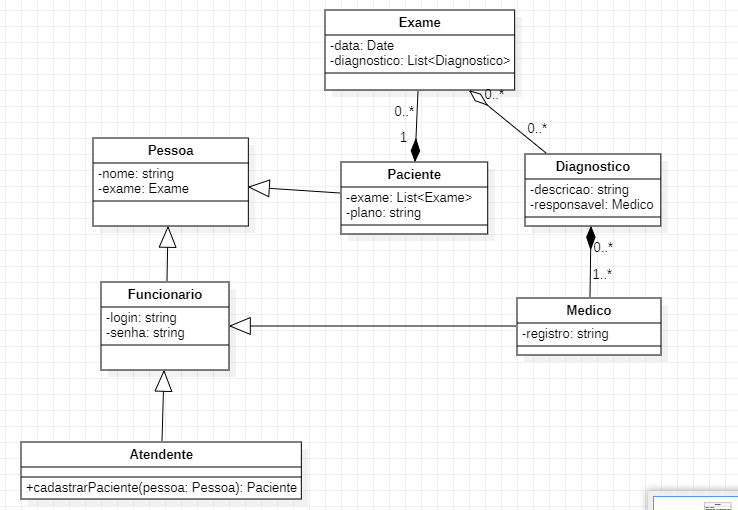 Exame
-data: Date
-diagnostico: List<Diagnostico>
0..*
0..*
1
0..*
Pessoa
-nome: string
-exame: Exame
Paciente
-exame: List<Exame>
-plano: string
Diagnostico
-descricao: string
-responsavel: Medico
0..*
1..*
Funcionario
-login: string
-senha: string
Medico
-registro: string
Atendente
+cadastrarPaciente(pessoa: Pessoa): Paciente